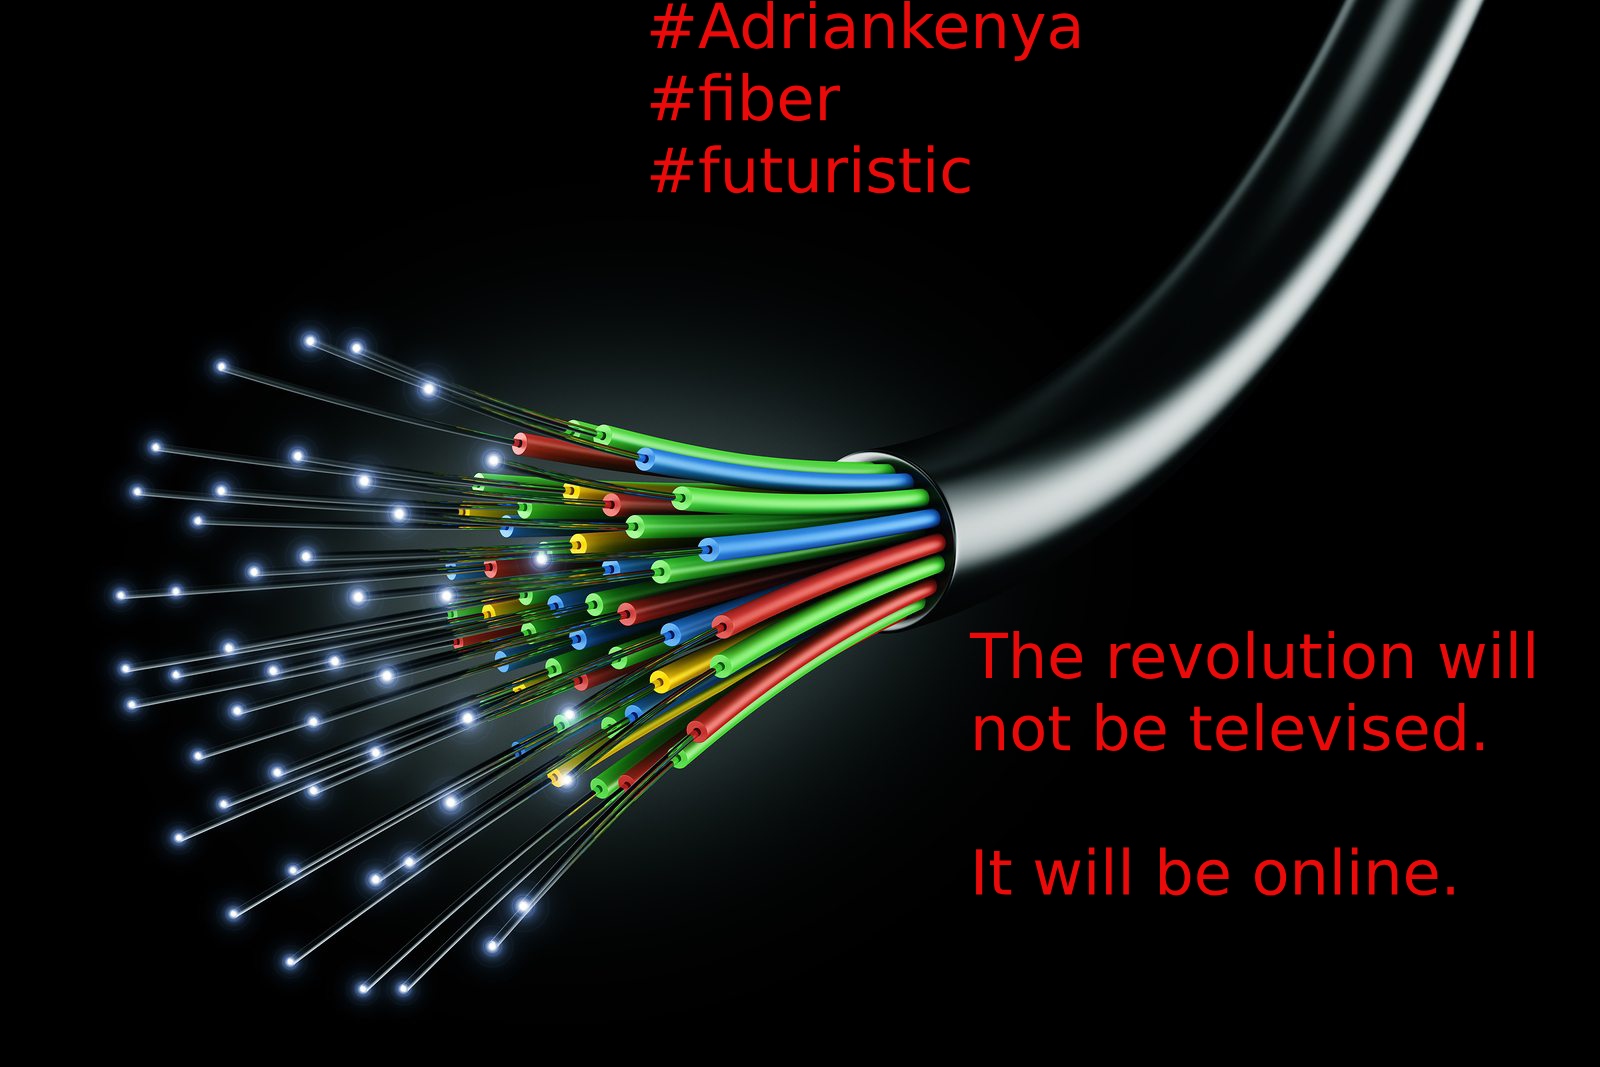 #Adriankenya
#fiber
#futuristic
The revolution will
not be televised.
It will be online.